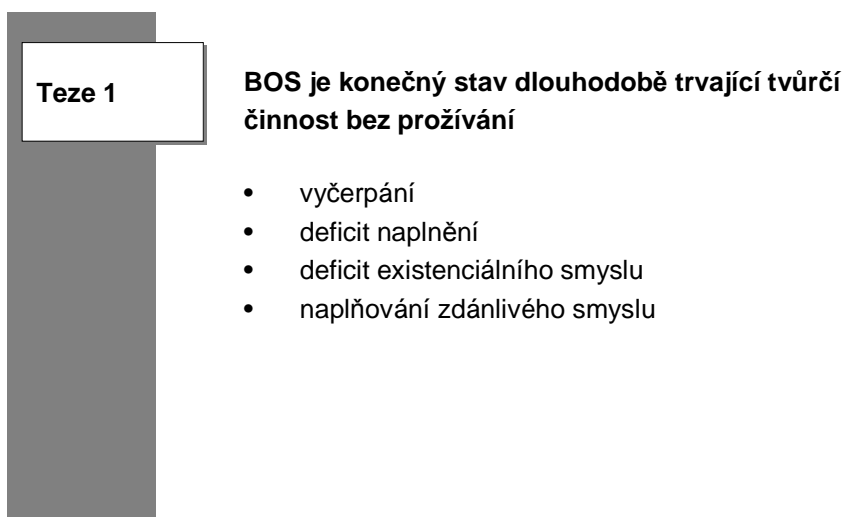 Teze 1
BOS je konečný stav dlouhodobě trvající tvůrčí
činnost bez prožívání
• vyčerpání
• deficit naplnění
• deficit existenciálního smyslu
• naplňování zdánlivého smyslu